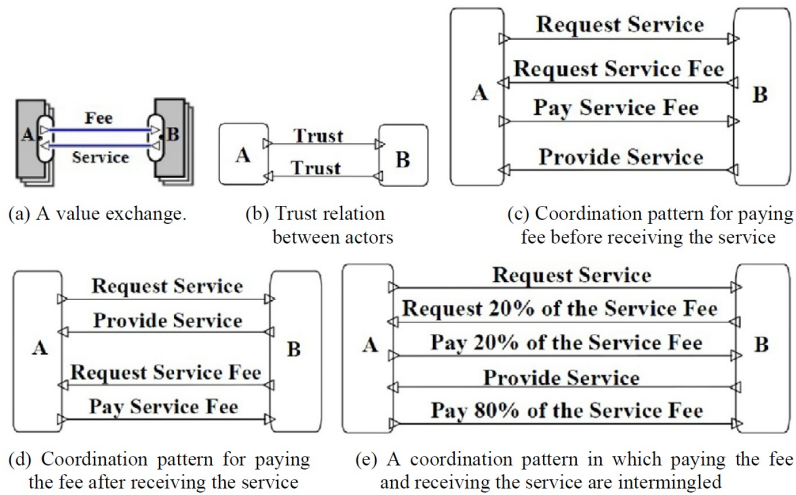 A
Fee
B
Service
(a) A value exchange.
A
Trust
B
Trust
(b) Trust relation
between actors
A
Request Service
B
Request Service Fee
Pay Service Fee
Provide Service
(c) Coordination pattern for paying
fee before receiving the service
A
Request Service
B
Provide Service
Request Service Fee
Pay Service Fee
(d) Coordination pattern for paying
the fee after receiving the service
A
Request Service
B
Request 20% of the Service Fee
Pay 20% of the Service Fee
Provide Service
Pay 80% of the Service Fee
(e) A coordination pattern in which paying the fee
and receiving the service are intermingled